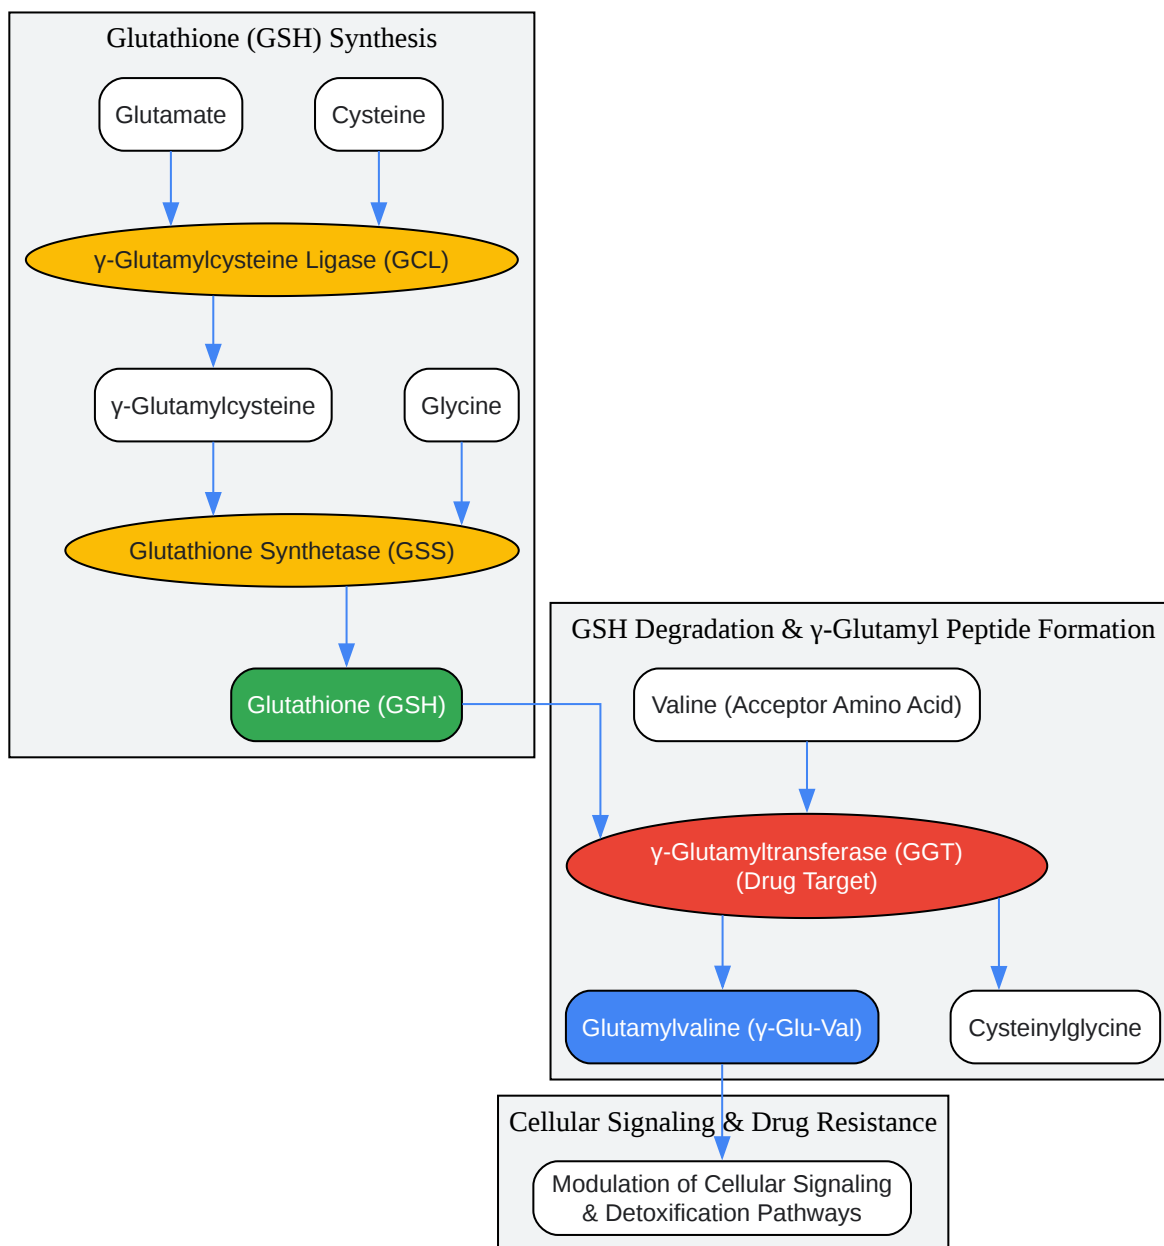 Glutathione (GSH) Synthesis
Glutamate
Cysteine
γ-Glutamylcysteine Ligase (GCL)
γ-Glutamylcysteine
Glycine
Glutathione Synthetase (GSS)
Glutathione (GSH)
GSH Degradation & γ-Glutamyl Peptide Formation
Valine (Acceptor Amino Acid)
γ-Glutamyltransferase (GGT)
(Drug Target)
Glutamylvaline (γ-Glu-Val)
Cysteinylglycine
Cellular Signaling & Drug Resistance
Modulation of Cellular Signaling
& Detoxification Pathways